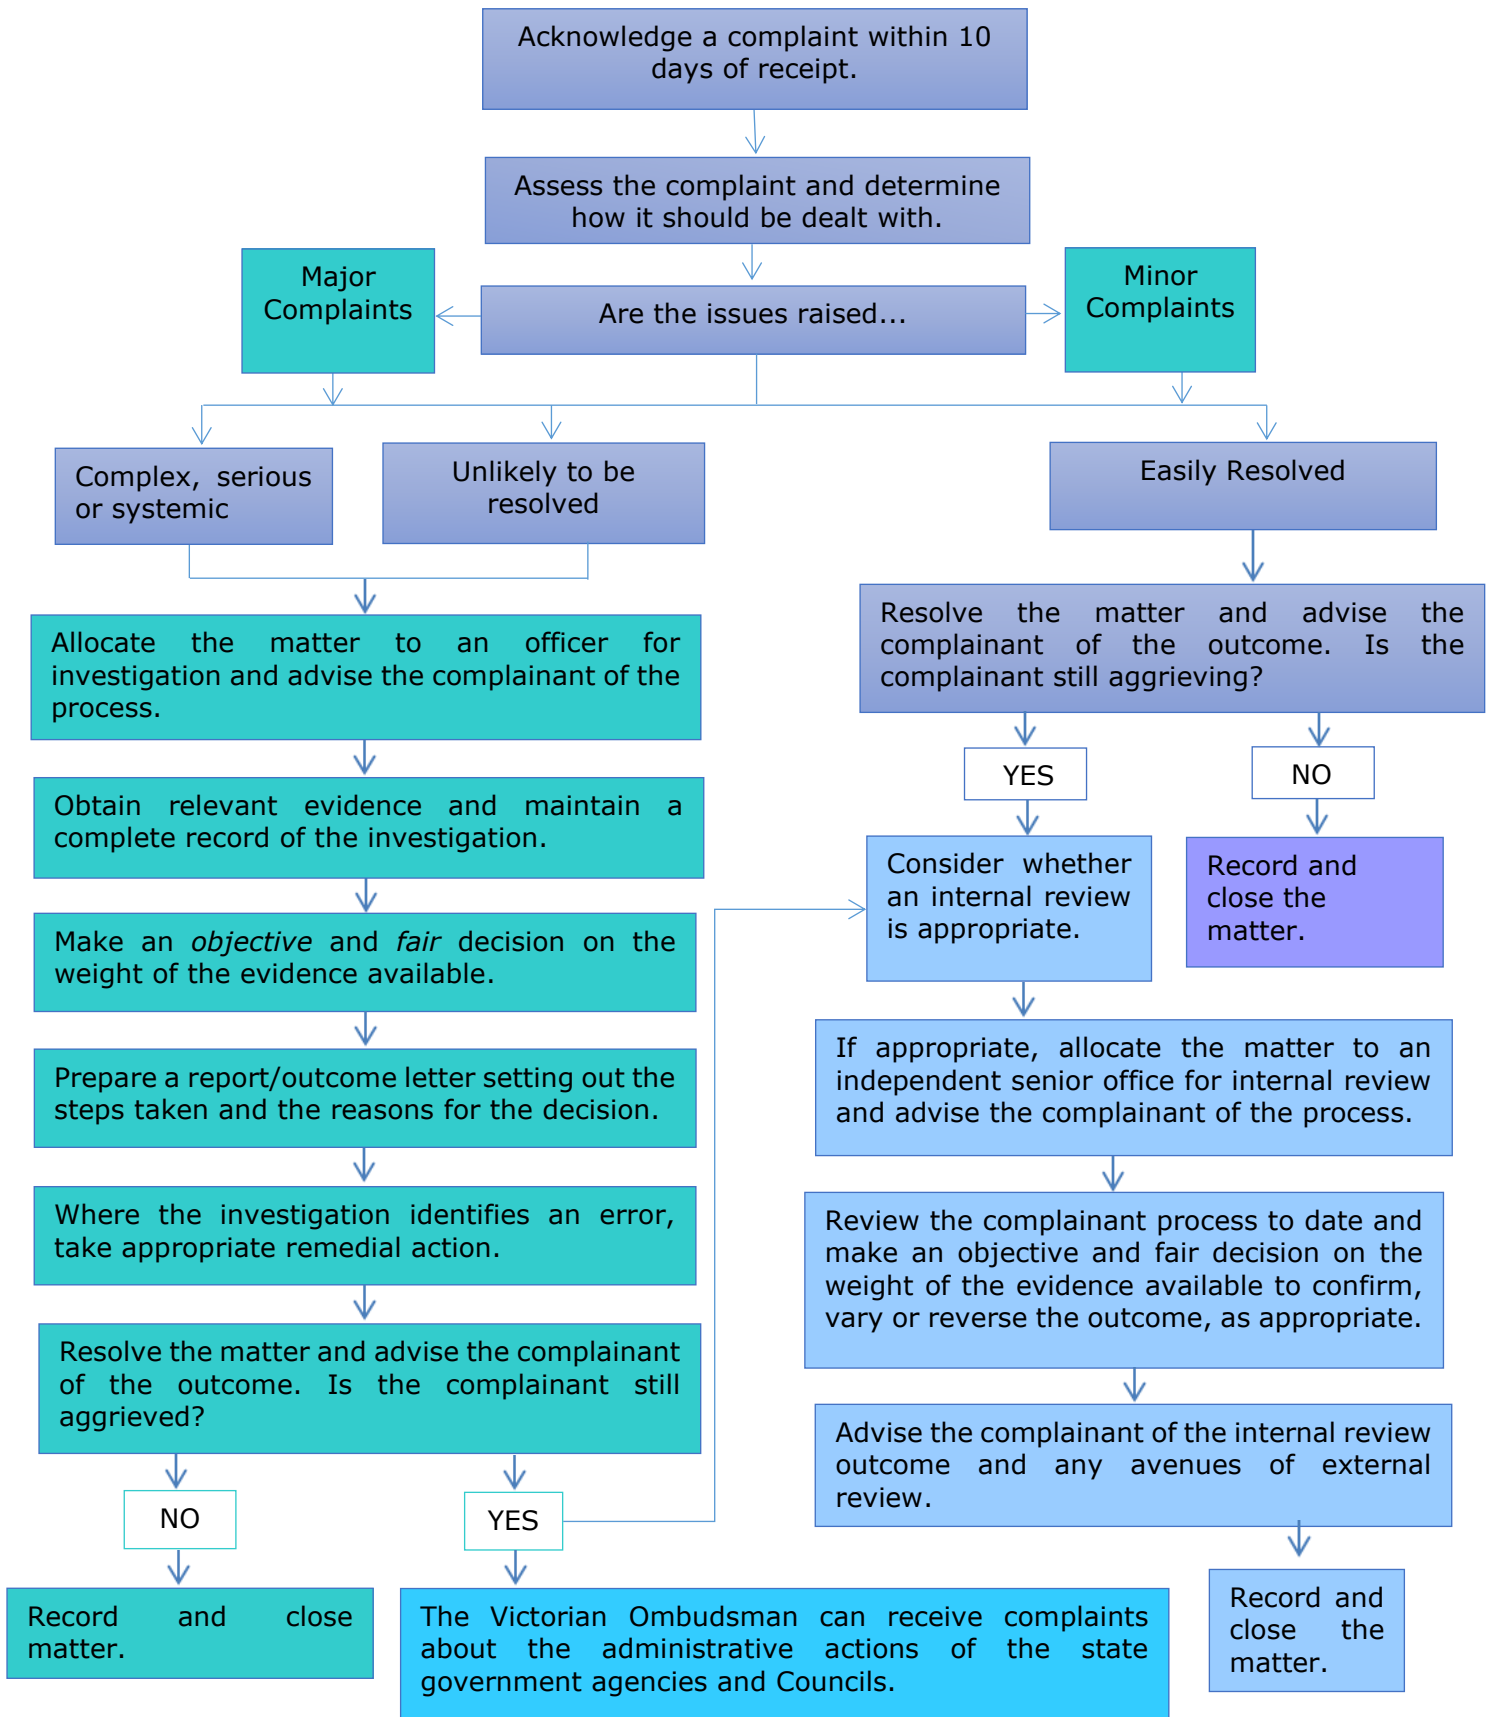 Acknowledge a complaint within 10
days of receipt.
Assess the complaint and determine
how it should be dealt with.
Major
Complaints
Are the issues raised...
Minor
Complaints
Complex, serious
or systemic
Unlikely to be
resolved
Easily Resolved
Allocate the matter to an officer for
investigation and advise the complainant of the
process.
Obtain relevant evidence and maintain a
complete record of the investigation.
Make an objective and fair decision on the
weight of the evidence available.
Prepare a report/outcome letter setting out the
steps taken and the reasons for the decision.
Where the investigation identifies an error,
take appropriate remedial action.
Resolve the matter and advise the complainant
of the outcome. Is the complainant still
aggrieved?
NO
YES
Record and close
matter.
The Victorian Ombudsman can receive complaints
about the administrative actions of the state
government agencies and Councils.
Resolve the matter and advise the
complainant of the outcome. Is the
complainant still aggrieving?
YES
NO
Consider whether
an internal review
is appropriate.
Record and
close the
matter.
If appropriate, allocate the matter to an
independent senior office for internal review
and advise the complainant of the process.
Review the complainant process to date and
make an objective and fair decision on the
weight of the evidence available to confirm,
vary or reverse the outcome, as appropriate.
Advise the complainant of the internal review
outcome and any avenues of external
review.
Record and
close the
matter.